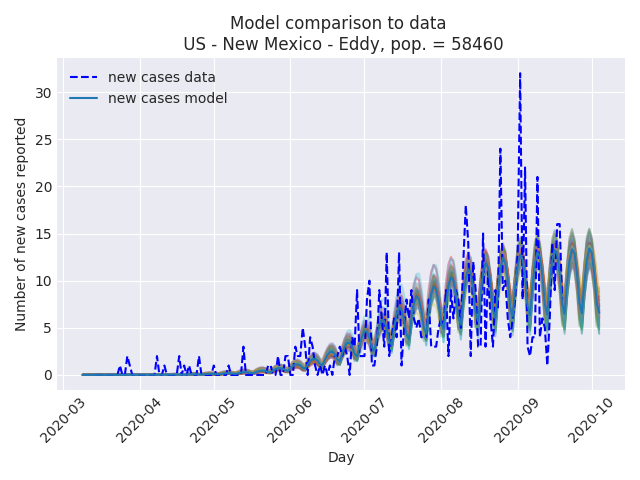 Model comparison to data
US - New Mexico - Eddy, pop. = 58460
new cases data
new cases model
Number of new cases reported
30
25
20
15
10
5
0
2020-03
2020-04
2020-05
2020-06
2020-07
2020-08
2020-09
2020-10
Day